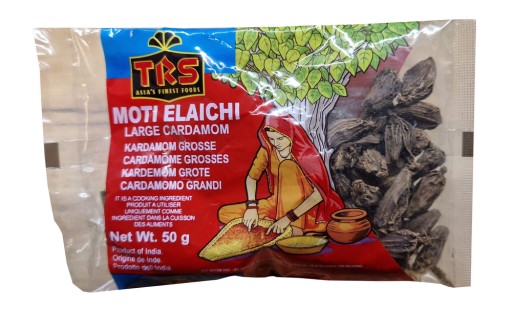 TRS
ASIA'S FINEST FOODS
MOTI ELAICHI
LARGE CARDAMOM
KARDAMOM GROSSE
CARDAMOME GROSSES
KARDEMOM GROTE
CARDAMOMO GRANDI
IT IS A COOKING INGREDIENT
PRODUIT A UTILISER
UNIQUEMENT COMME
INGREDIENT DANS LA CUISSON
DES ALIMENTS
Net Wt. 50 g
Product of India
Origine de Inde
Prodotto dell India